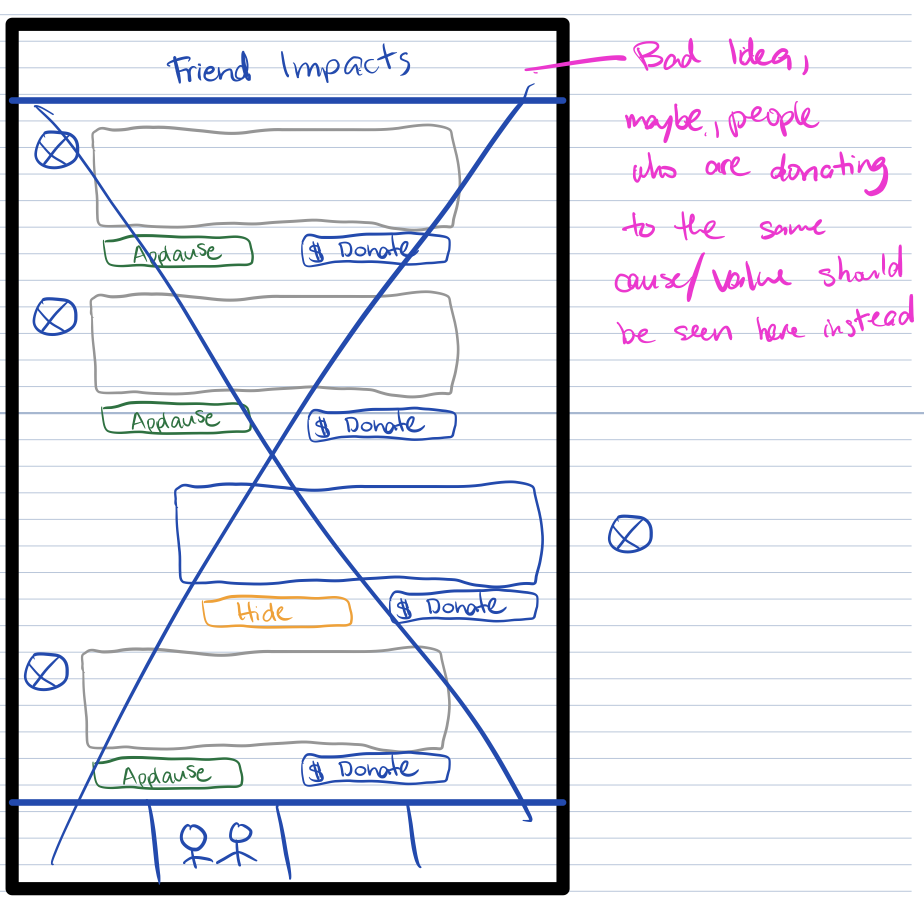 Friend Impacts
Bad Idea,
maybe, people
who are donating
to the same
cause/value should
be seen here instead
Applause
$ Donate
Applause
$ Donate
Hide
$ Donate
Applause
$ Donate